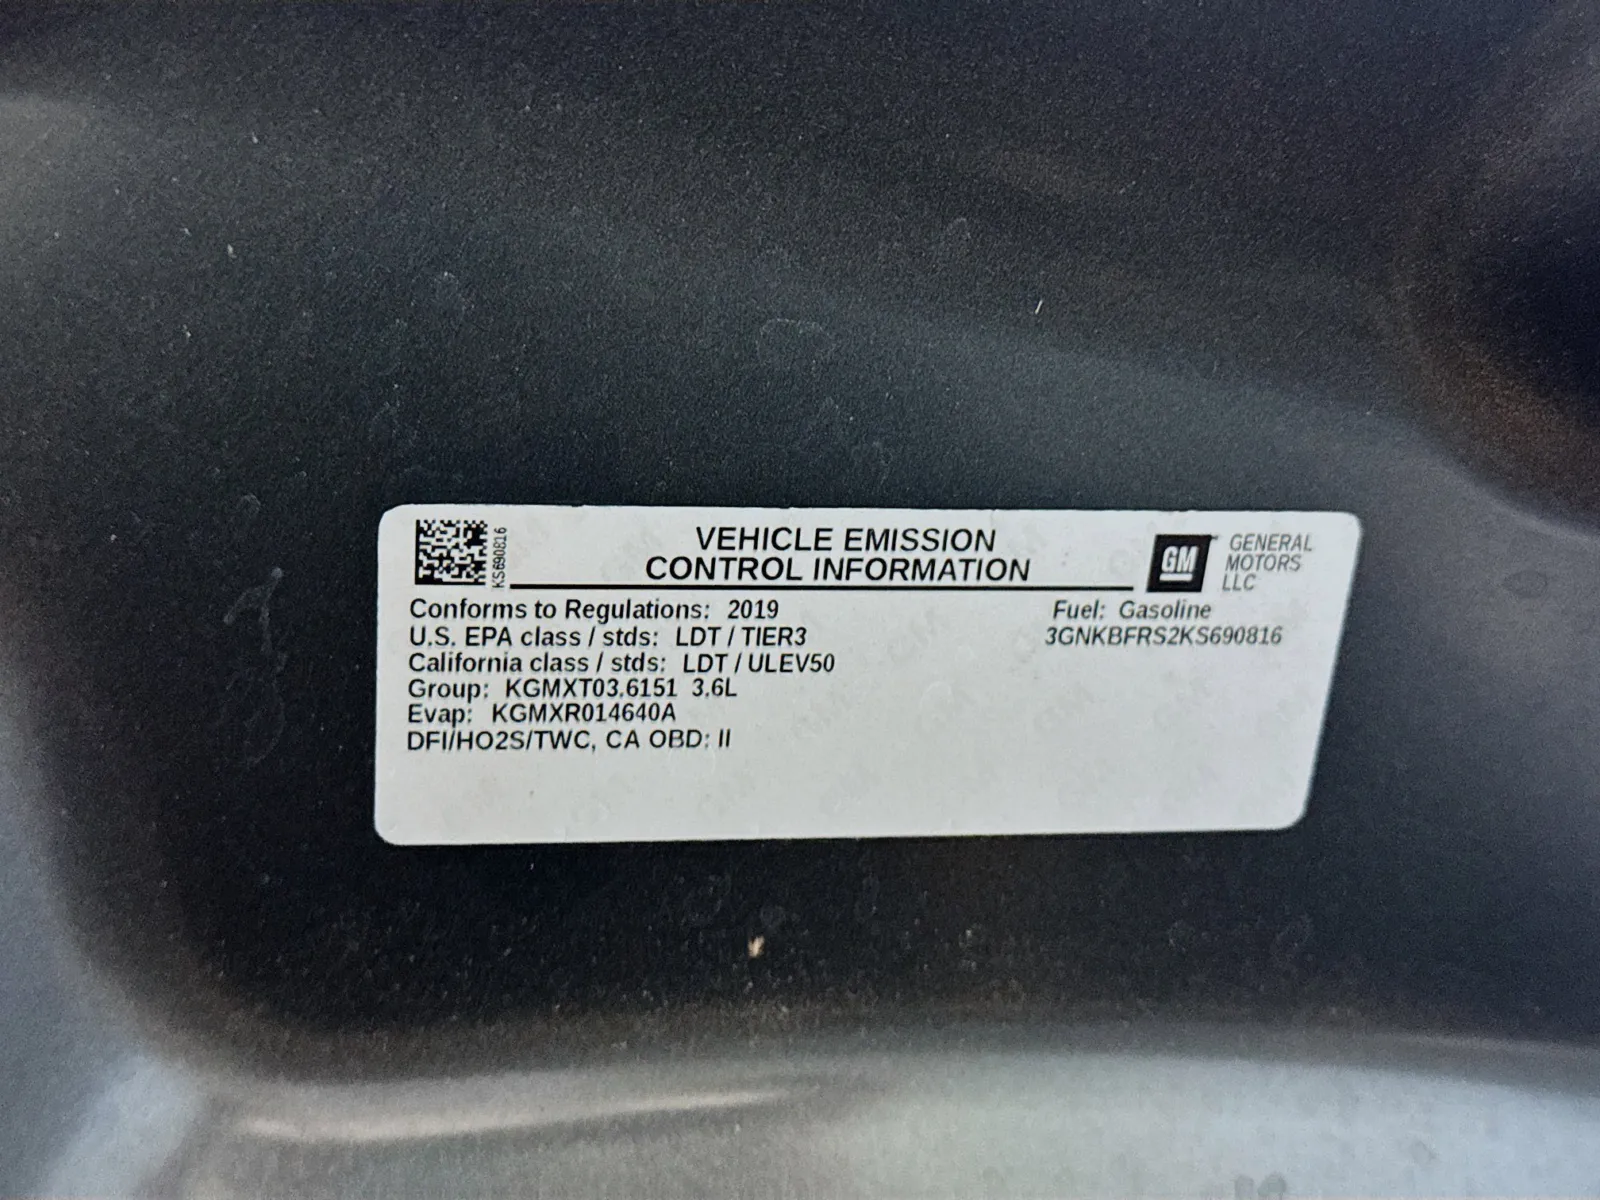 KS690816
VEHICLE EMISSION
CONTROL INFORMATION
GM
GENERAL
MOTORS
LLC
Conforms to Regulations: 2019
U.S. EPA class / stds: LDT / TIER3
California class / stds: LDT / ULEV50
Group: KGMXT03.6151 3.6L
Evap: KGMXR014640A
DFI/HO2S/TWC, CA OBD: II
Fuel: Gasoline
3GNKBFRS2KS690816